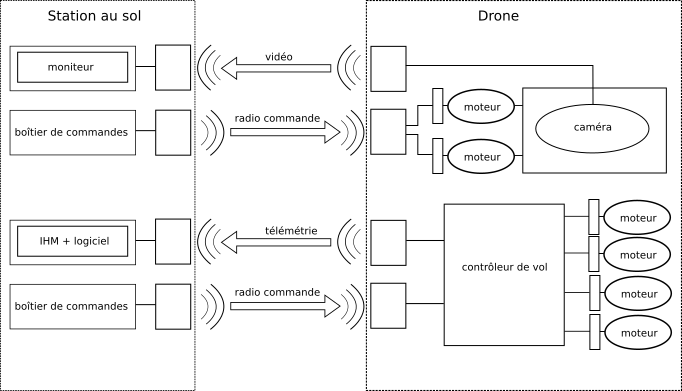 Station au sol
Drone
moniteur
vidéo
boîtier de commandes
radio commande
moteur
moteur
caméra
IHM + logiciel
télémétrie
boîtier de commandes
radio commande
contrôleur de vol
moteur
moteur
moteur
moteur